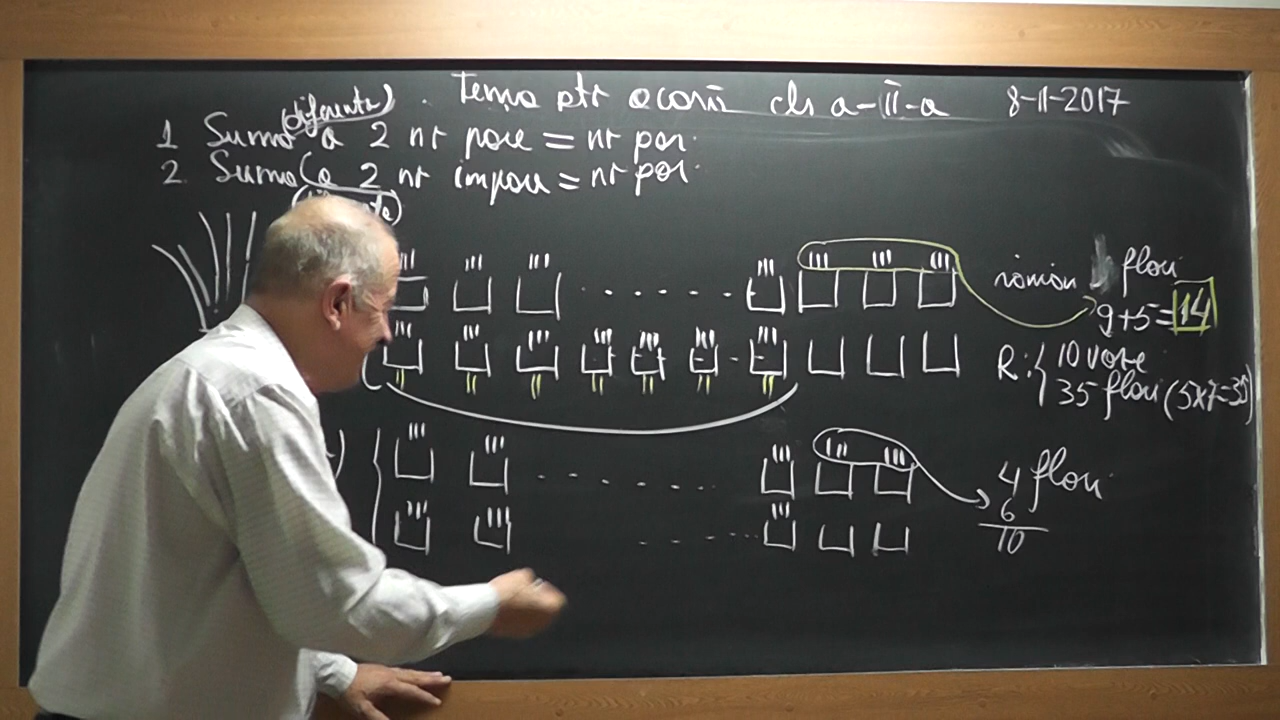 Tema ptr acasă cls a-II-a 8-11-2017
(diferenta)
1 Suma a 2 nr pare = nr par.
2. Suma (a 2 nr impare = nr par.
rămân flori
9+5=14
R: 10 vaze
35 flori (5x7=35)
4 flori
6
10